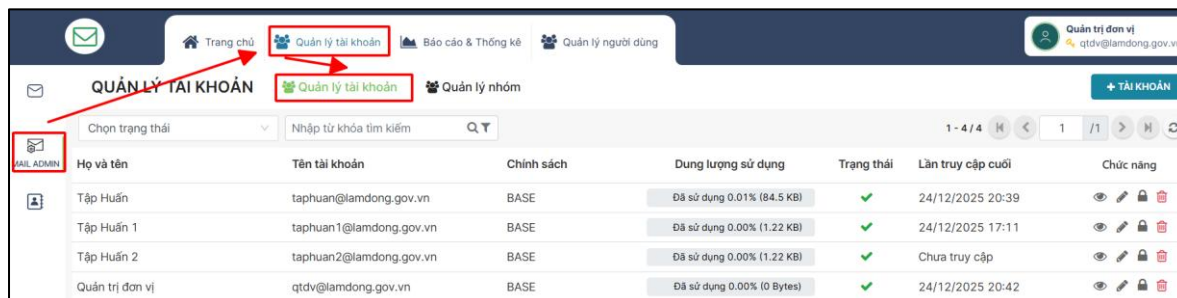 Trang chủ Quản lý tài khoản Báo cáo & Thống kê Quản lý người dùng
Quản trị đơn vị
qtdv@lamdong.gov.v
QUẢN LÝ TÀI KHOẢN Quản lý tài khoản Quản lý nhóm + TÀI KHOẢN
Chọn trạng thái Nhập từ khóa tìm kiếm 1 - 4 / 4 1 /1
MAIL ADMIN
Họ và tên Tên tài khoản Chính sách Dung lượng sử dụng Trạng thái Lần truy cập cuối Chức năng
Tập Huấn taphuan@lamdong.gov.vn BASE Đã sử dụng 0.01% (84.5 KB) 24/12/2025 20:39
Tập Huấn 1 taphuan1@lamdong.gov.vn BASE Đã sử dụng 0.00% (1.22 KB) 24/12/2025 17:11
Tập Huấn 2 taphuan2@lamdong.gov.vn BASE Đã sử dụng 0.00% (1.22 KB) Chưa truy cập
Quản trị đơn vị qtdv@lamdong.gov.vn BASE Đã sử dụng 0.00% (0 Bytes) 24/12/2025 20:42